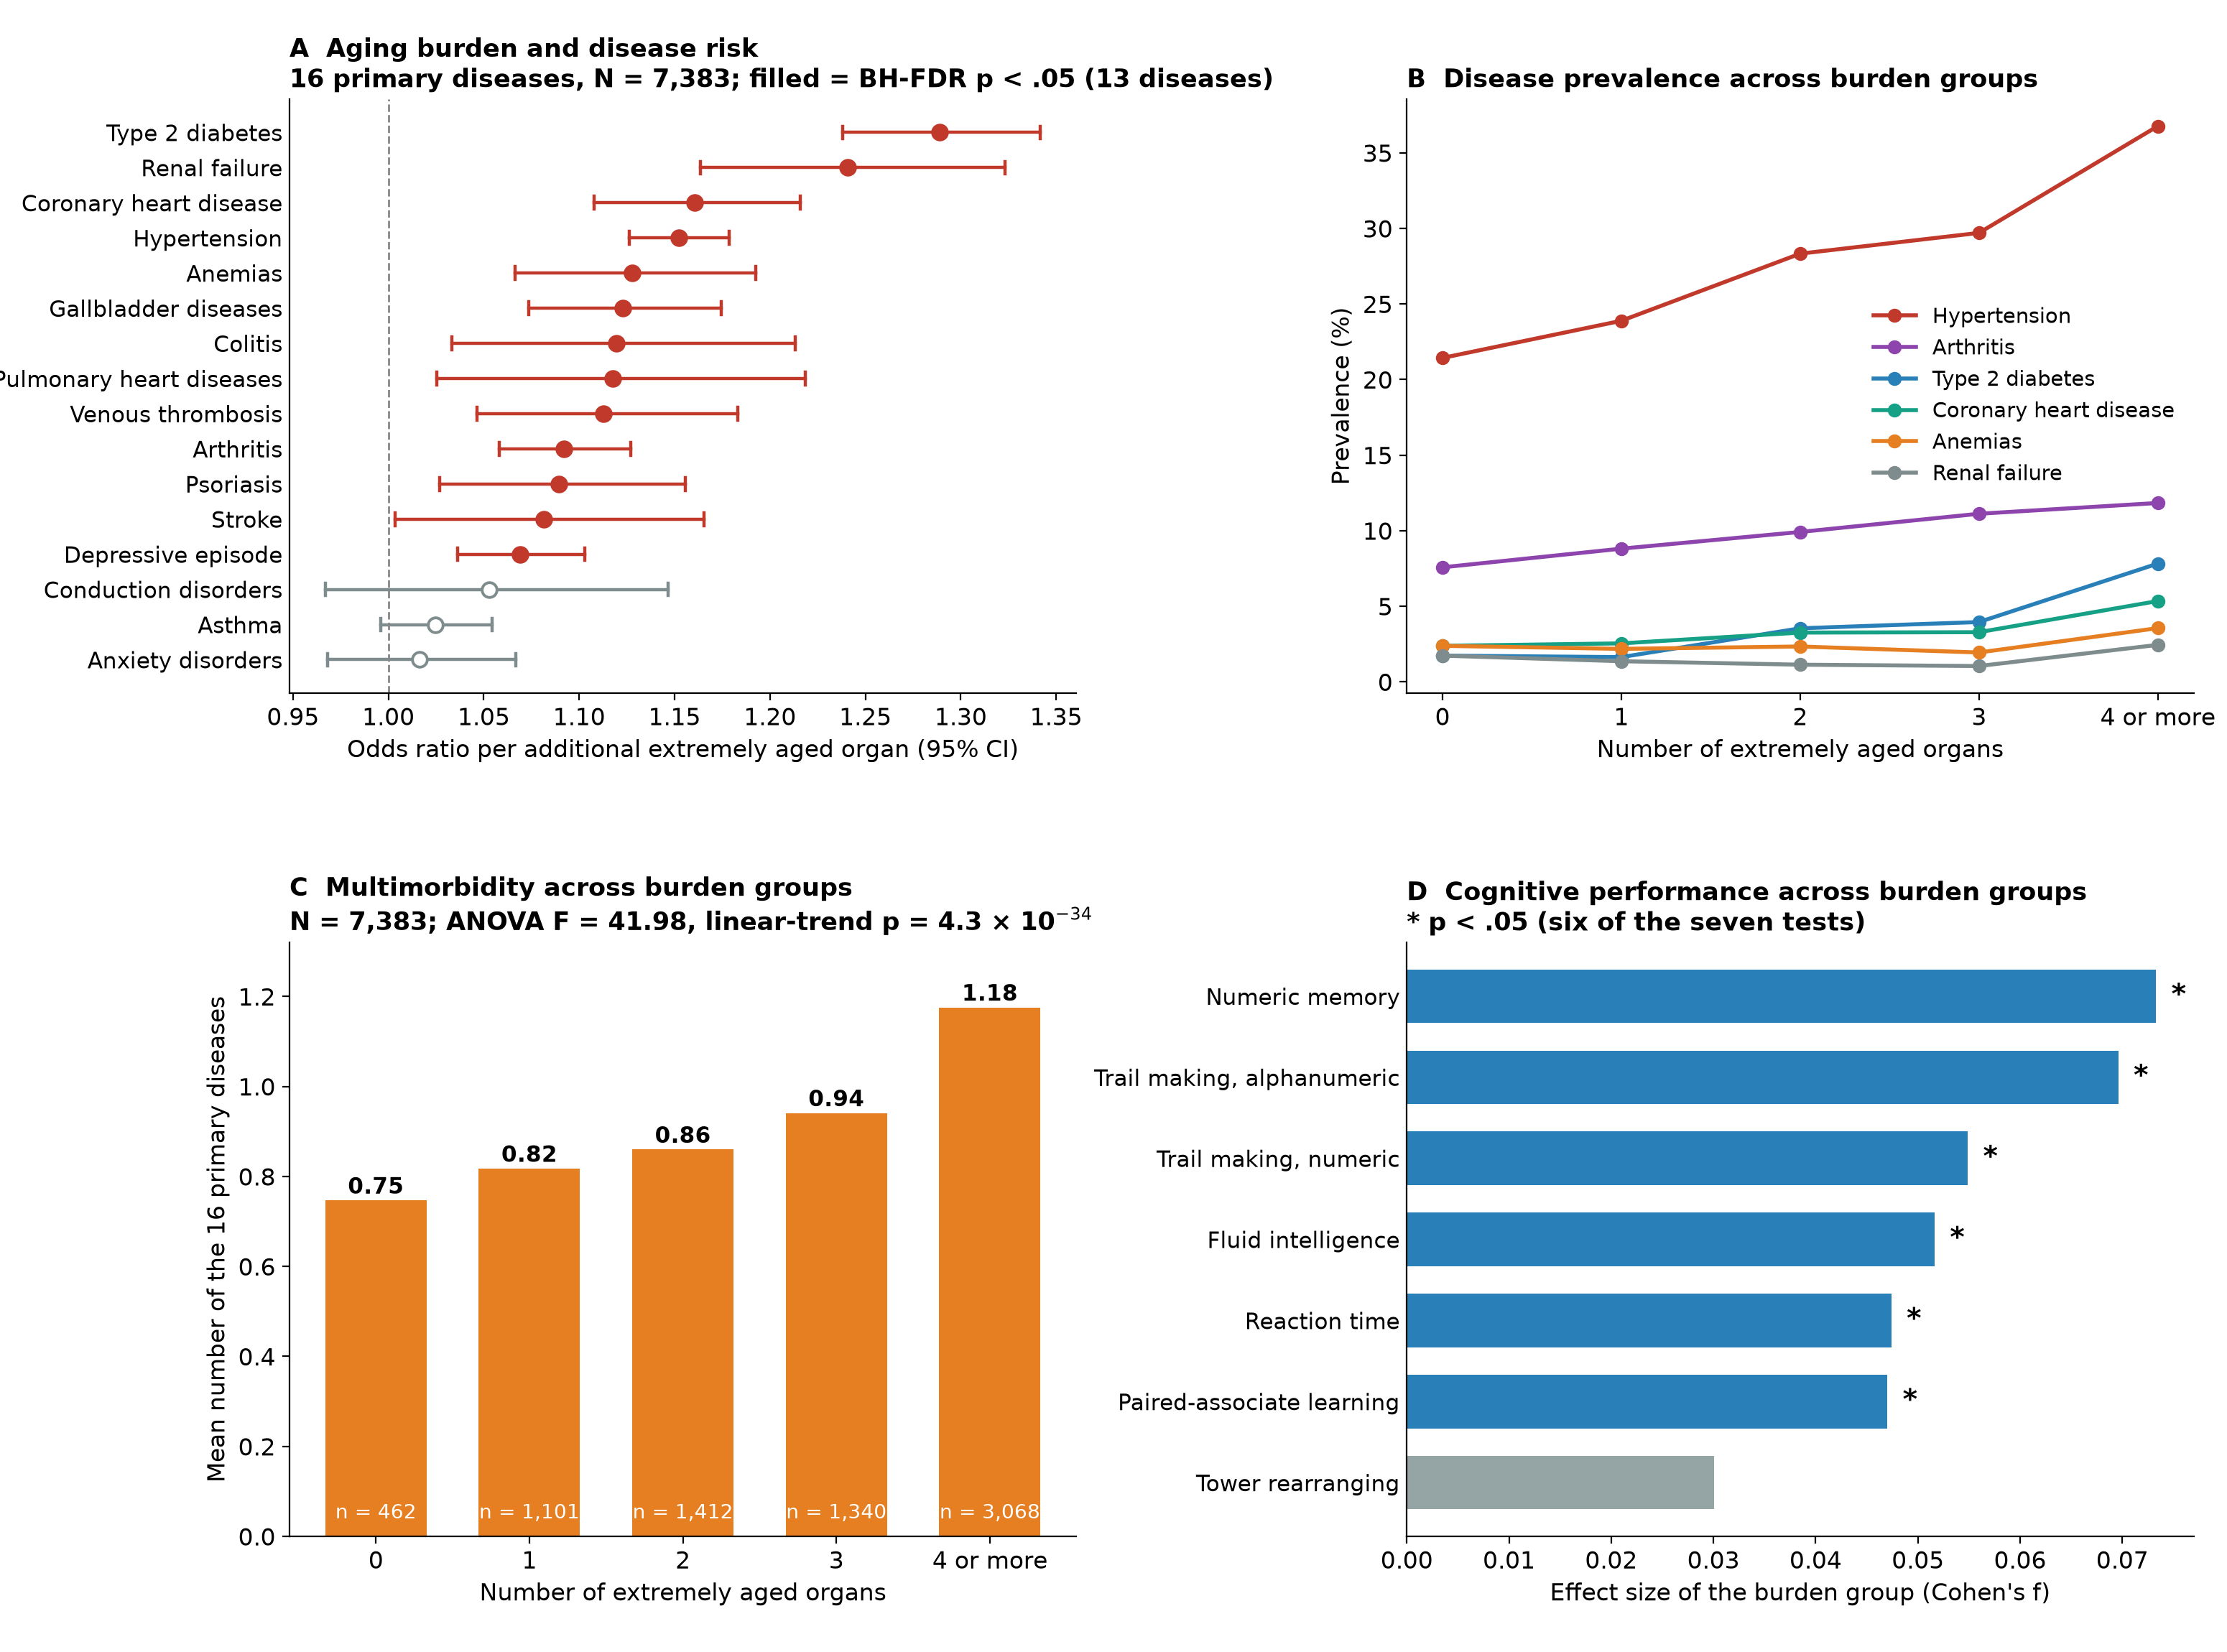 A Aging burden and disease risk
16 primary diseases, N = 7,383; filled = BH-FDR p < .05 (13 diseases)
Type 2 diabetes
Renal failure
Coronary heart disease
Hypertension
Anemias
Gallbladder diseases
Colitis
Pulmonary heart diseases
Venous thrombosis
Arthritis
Psoriasis
Stroke
Depressive episode
Conduction disorders
Asthma
Anxiety disorders
0.95 1.00 1.05 1.10 1.15 1.20 1.25 1.30 1.35
Odds ratio per additional extremely aged organ (95% CI)
B Disease prevalence across burden groups
Prevalence (%)
35
30
25
20
15
10
5
0
Hypertension
Arthritis
Type 2 diabetes
Coronary heart disease
Anemias
Renal failure
0 1 2 3 4 or more
Number of extremely aged organs
C Multimorbidity across burden groups
N = 7,383; ANOVA F = 41.98, linear-trend p = 4.3 × 10⁻³⁴
Mean number of the 16 primary diseases
1.2
1.0
0.8
0.6
0.4
0.2
0.0
0.75
0.82
0.86
0.94
1.18
n = 462
n = 1,101
n = 1,412
n = 1,340
n = 3,068
0 1 2 3 4 or more
Number of extremely aged organs
D Cognitive performance across burden groups
* p < .05 (six of the seven tests)
Numeric memory *
Trail making, alphanumeric *
Trail making, numeric *
Fluid intelligence *
Reaction time *
Paired-associate learning *
Tower rearranging
0.00 0.01 0.02 0.03 0.04 0.05 0.06 0.07
Effect size of the burden group (Cohen's f)